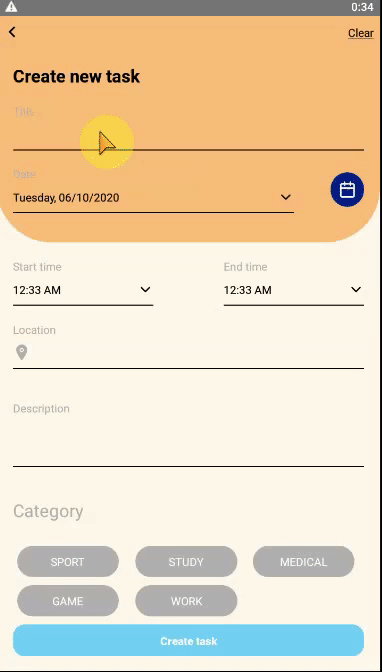 0:34
Clear
Create new task
Title
Date
Tuesday, 06/10/2020
Start time End time
12:33 AM 12:33 AM
Location
Description
Category
SPORT STUDY MEDICAL
GAME WORK
Create task